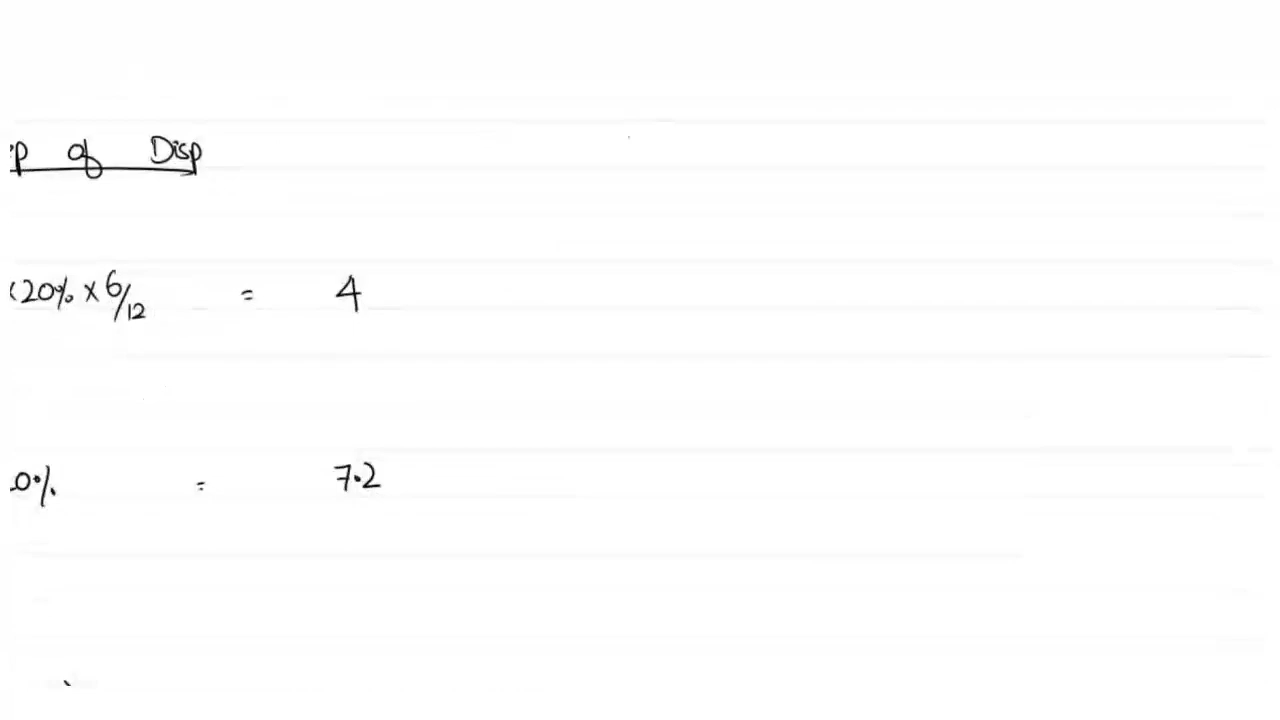 of Disp
20% × 6/12 = 4
0% = 7.2